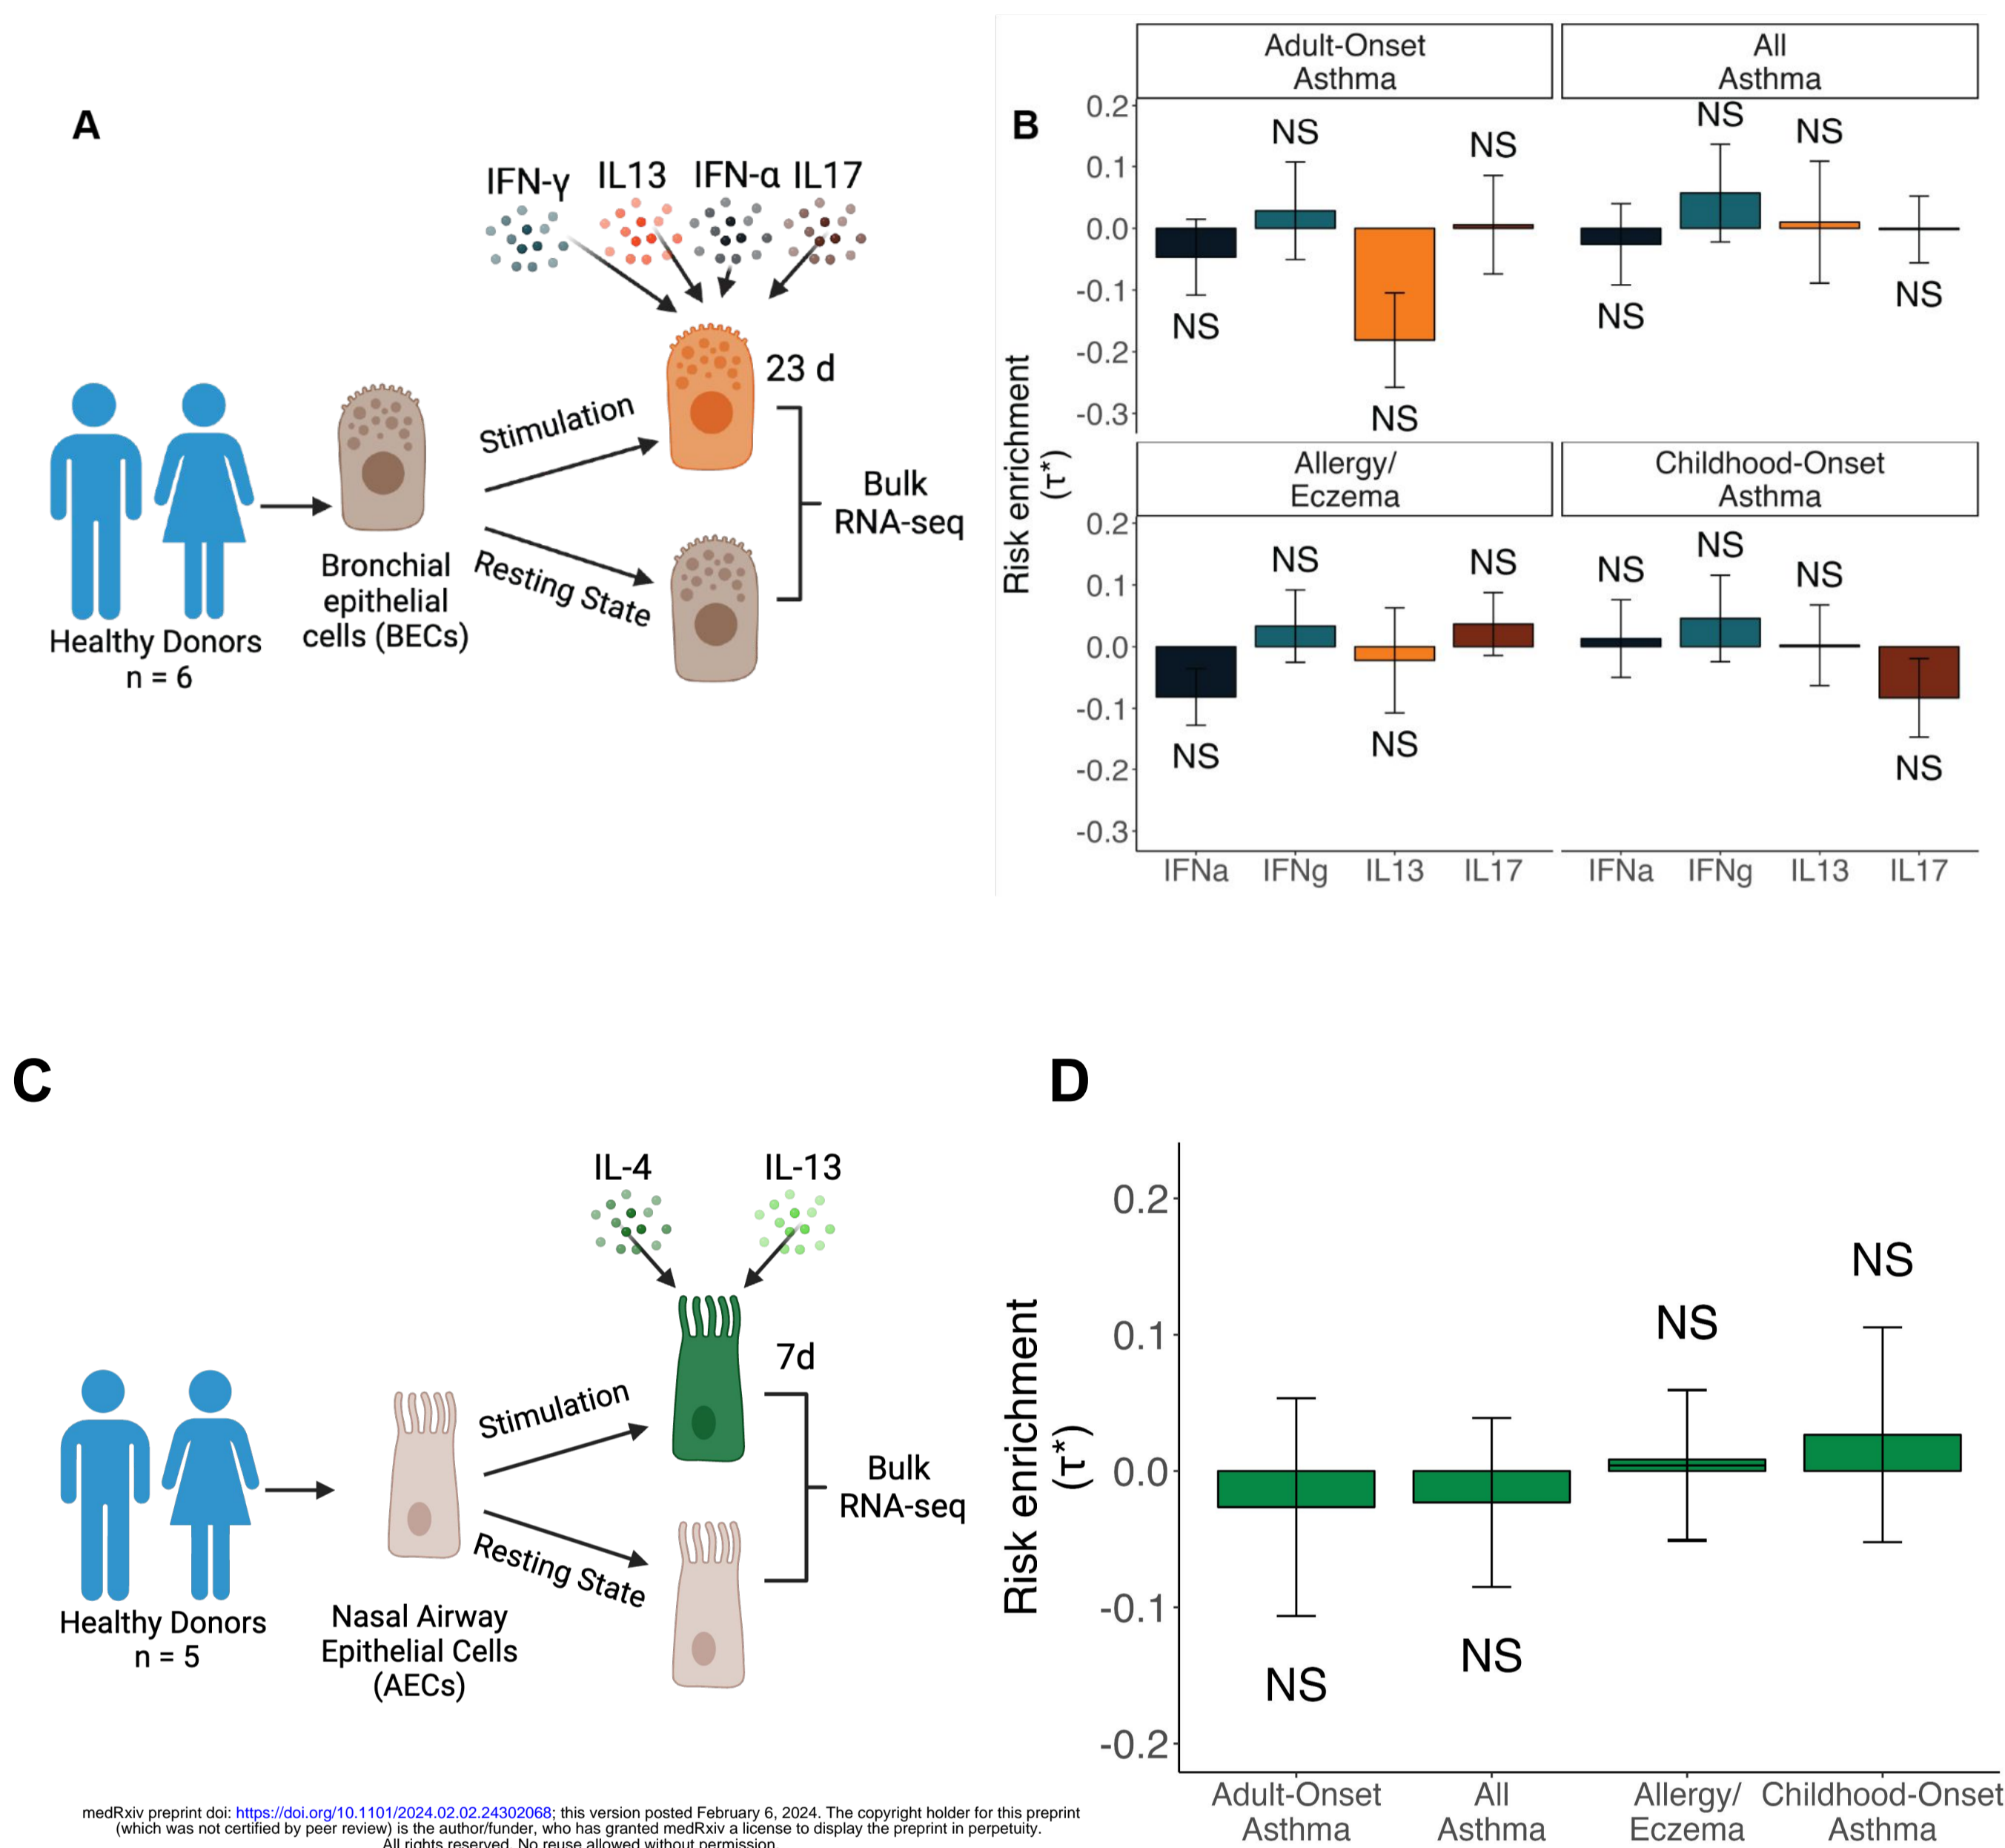 A
IFN-γ IL13 IFN-α IL17
23 d
Stimulation
Resting State
Bulk
RNA-seq
Bronchial
epithelial
cells (BECs)
Healthy Donors
n = 6
B
Adult-Onset
Asthma
All
Asthma
0.2
0.1
0.0
-0.1
-0.2
-0.3
NS
NS
NS
NS
NS
NS
NS
NS
Risk enrichment
(τ*)
Allergy/
Eczema
Childhood-Onset
Asthma
0.2
0.1
0.0
-0.1
-0.2
-0.3
NS
NS
NS
NS
NS
NS
NS
NS
IFNa IFNg IL13 IL17 IFNa IFNg IL13 IL17
C
IL-4 IL-13
7d
Stimulation
Resting State
Bulk
RNA-seq
Healthy Donors
n = 5
Nasal Airway
Epithelial Cells
(AECs)
D
Risk enrichment
(τ*)
0.2
0.1
0.0
-0.1
-0.2
NS
NS
NS
NS
Adult-Onset
Asthma
All
Asthma
Allergy/
Eczema
Childhood-Onset
Asthma
medRxiv preprint doi: https://doi.org/10.1101/2024.02.02.24302068; this version posted February 6, 2024. The copyright holder for this preprint
(which was not certified by peer review) is the author/funder, who has granted medRxiv a license to display the preprint in perpetuity.
All rights reserved. No reuse allowed without permission.